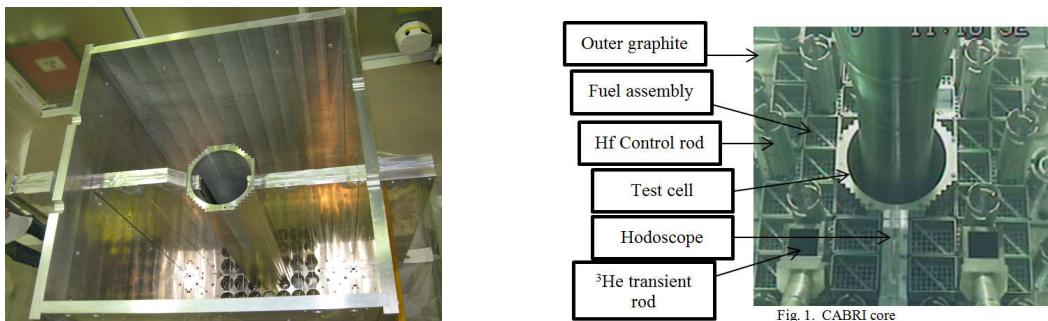 Outer graphite
Fuel assembly
Hf Control rod
Test cell
Hodoscope
³He transient
rod
Fig. 1. CABRI core